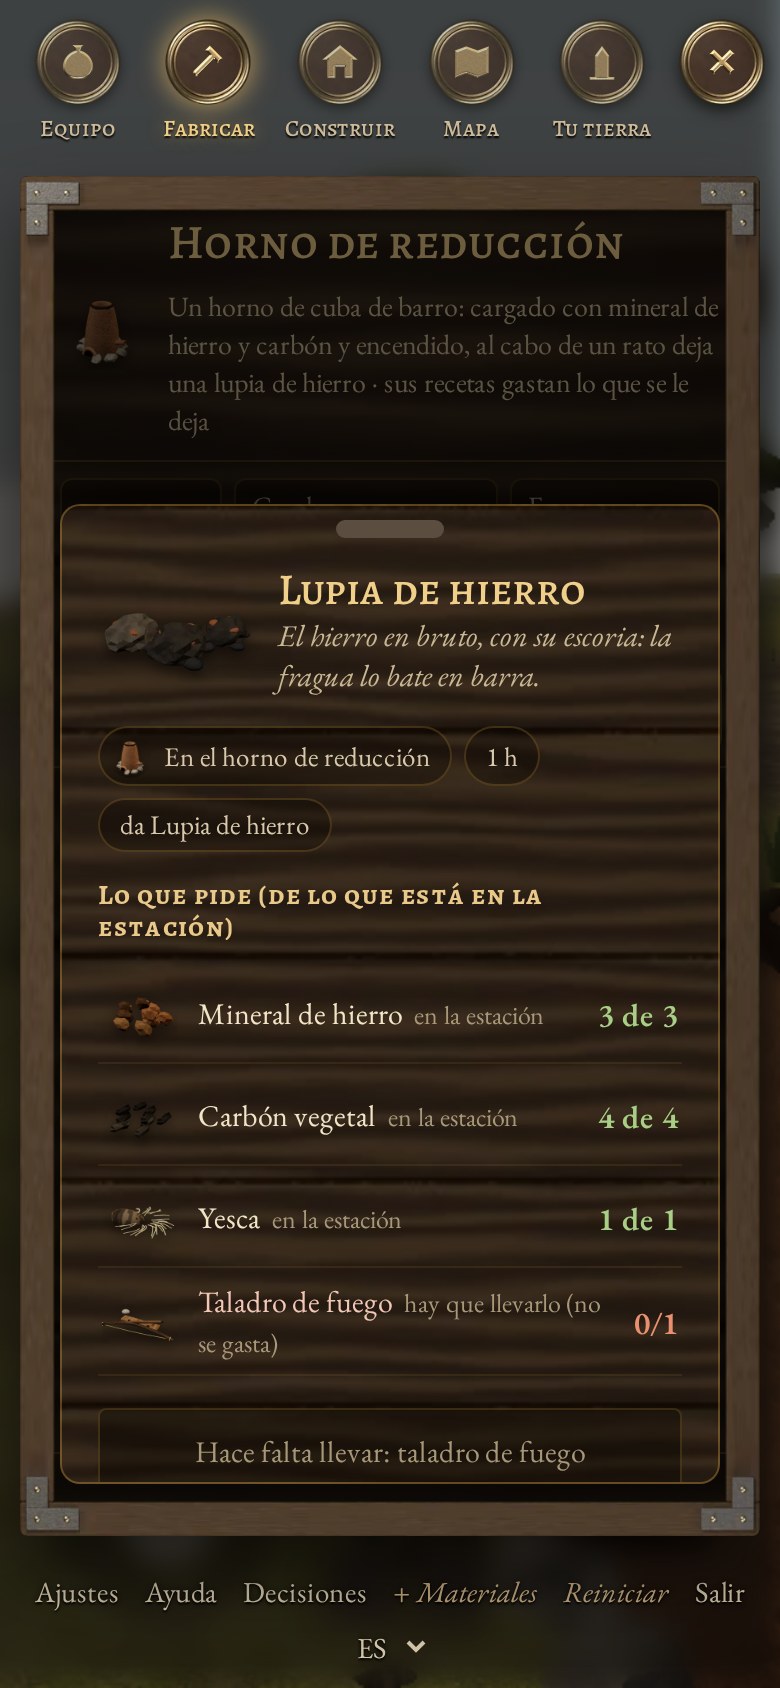 Equipo
Fabricar
Construir
Mapa
Tu tierra
Horno de reducción
Un horno de cuba de barro: cargado con mineral de
hierro y carbón y encendido, al cabo de un rato deja
una lupia de hierro · sus recetas gastan lo que se le
deja
Lupia de hierro
El hierro en bruto, con su escoria: la
fragua lo bate en barra.
En el horno de reducción
1 h
da Lupia de hierro
Lo que pide (de lo que está en la
estación)
Mineral de hierro en la estación 3 de 3
Carbón vegetal en la estación 4 de 4
Yesca en la estación 1 de 1
Taladro de fuego hay que llevarlo (no
se gasta) 0/1
Hace falta llevar: taladro de fuego
Ajustes Ayuda Decisiones + Materiales Reiniciar Salir
ES